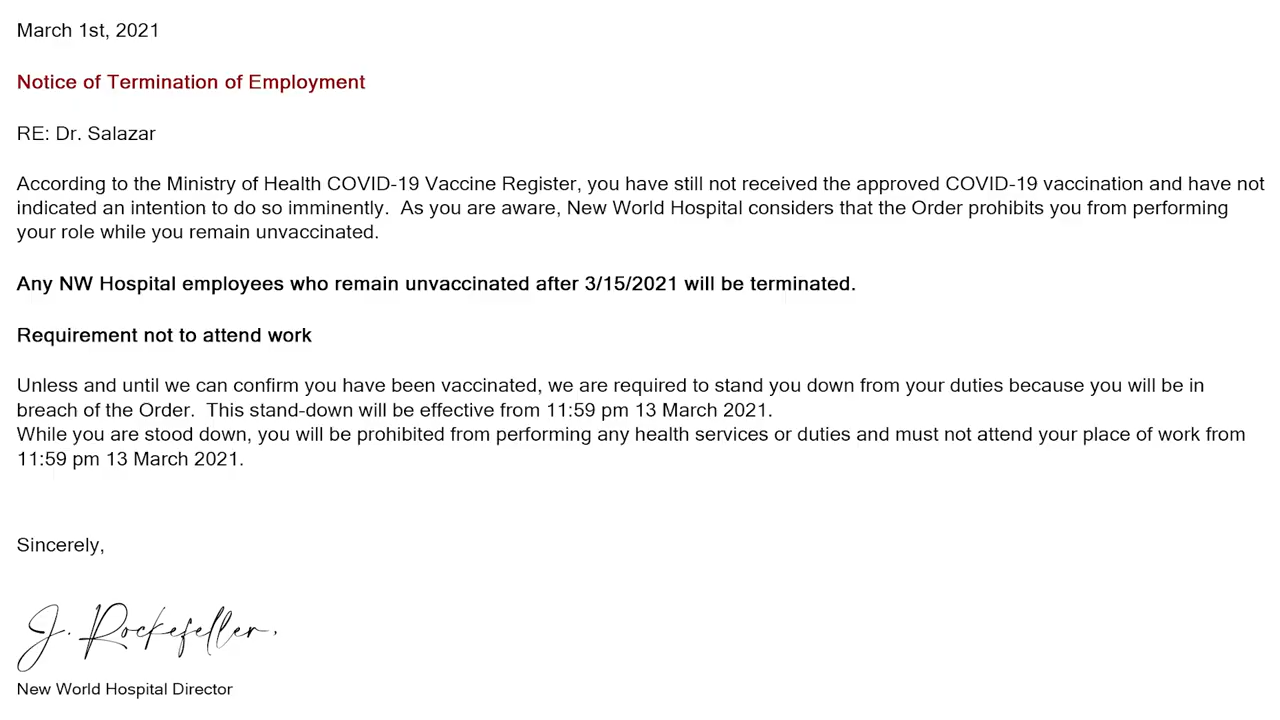 March 1st, 2021
Notice of Termination of Employment
RE: Dr. Salazar
According to the Ministry of Health COVID-19 Vaccine Register, you have still not received the approved COVID-19 vaccination and have not
indicated an intention to do so imminently.  As you are aware, New World Hospital considers that the Order prohibits you from performing
your role while you remain unvaccinated.
Any NW Hospital employees who remain unvaccinated after 3/15/2021 will be terminated.
Requirement not to attend work
Unless and until we can confirm you have been vaccinated, we are required to stand you down from your duties because you will be in
breach of the Order.  This stand-down will be effective from 11:59 pm 13 March 2021.
While you are stood down, you will be prohibited from performing any health services or duties and must not attend your place of work from
11:59 pm 13 March 2021.
Sincerely,
J. Rockefeller.
New World Hospital Director